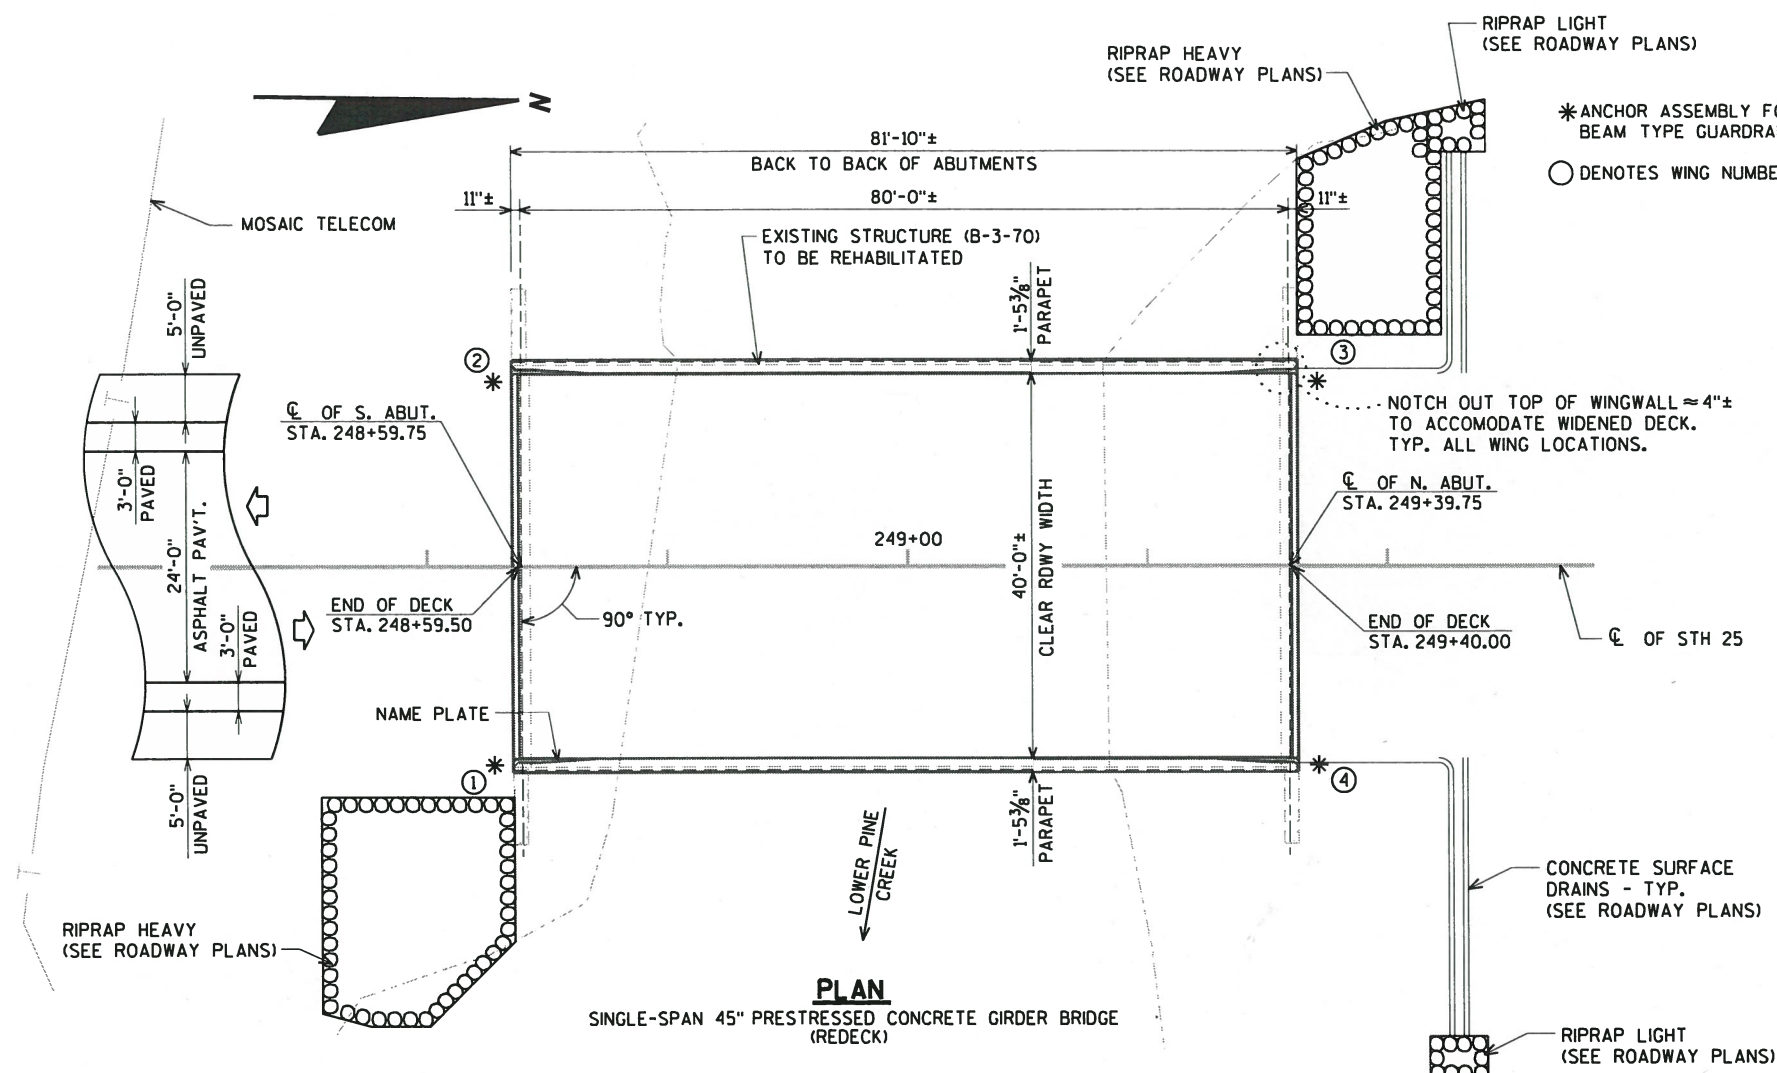 RIPRAP LIGHT
(SEE ROADWAY PLANS)
RIPRAP HEAVY
(SEE ROADWAY PLANS)
N
81'-10"±
BACK TO BACK OF ABUTMENTS
✱ ANCHOR ASSEMBLY
BEAM TYPE
DENOTES WING
11"±
80'-0"±
11"±
MOSAIC TELECOM
EXISTING STRUCTURE (B-3-70)
TO BE REHABILITATED
5'-0"
UNPAVED
1'-5⅜"
PARAPET
2
✱
3
✱
NOTCH OUT TOP OF WINGWALL ≈ 4"±
TO ACCOMODATE WIDENED DECK.
TYP. ALL WING LOCATIONS.
℄ OF S. ABUT.
STA. 248+59.75
3'-0"
PAVED
℄ OF N. ABUT.
STA. 249+39.75
24'-0"
ASPHALT PAV'T.
249+00
40'-0"±
CLEAR RDWY WIDTH
END OF DECK
STA. 248+59.50
90° TYP.
END OF DECK
STA. 249+40.00
℄ OF STH 25
3'-0"
PAVED
NAME PLATE
✱
1
✱
4
5'-0"
UNPAVED
1'-5⅜"
PARAPET
LOWER PINE
CREEK
CONCRETE SURFACE
DRAINS - TYP.
(SEE ROADWAY PLANS)
RIPRAP HEAVY
(SEE ROADWAY PLANS)
PLAN
SINGLE-SPAN 45" PRESTRESSED CONCRETE GIRDER BRIDGE
(REDECK)
RIPRAP LIGHT
(SEE ROADWAY PLANS)
T
T